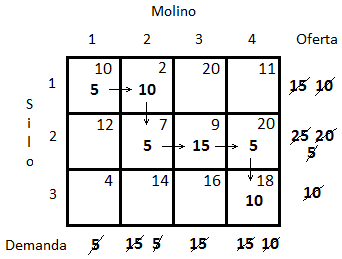 Molino
1 2 3 4 Oferta
10 2 20 11
1 5 10 15 10
12 7 9 20
Silo 2 5 15 5 25 20
5
4 14 16 18
3 10 10
Demanda 5 15 5 15 15 10